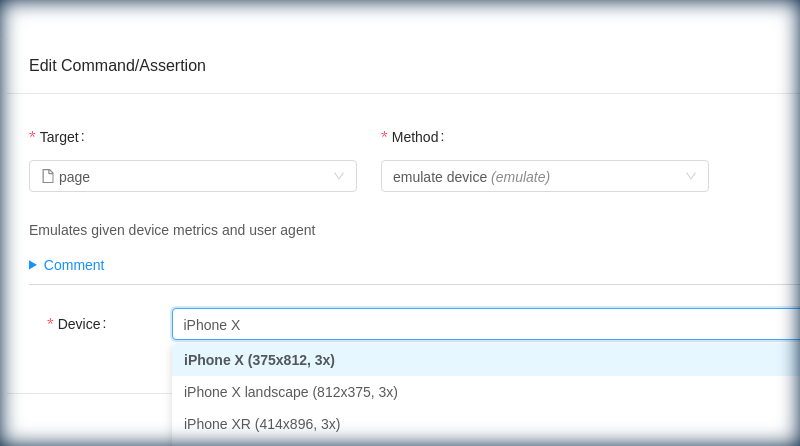 Edit Command/Assertion
* Target: * Method:
page emulate device (emulate)
Emulates given device metrics and user agent
Comment
* Device: iPhone X
iPhone X (375x812, 3x)
iPhone X landscape (812x375, 3x)
iPhone XR (414x896, 3x)